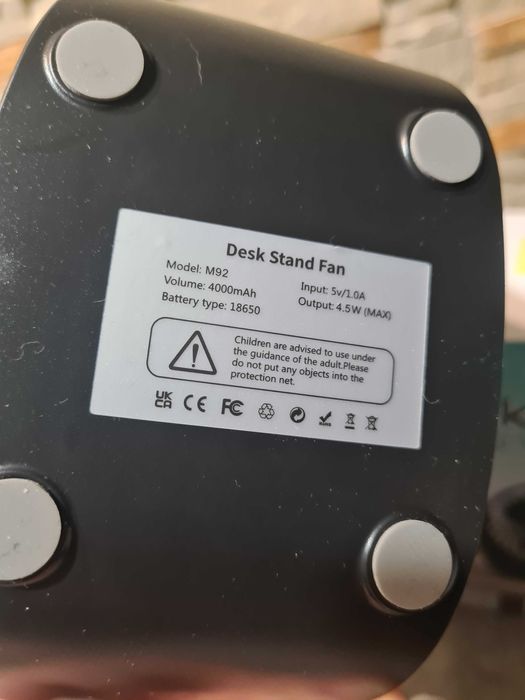 Desk Stand Fan
Model: M92
Volume: 4000mAh
Battery type: 18650
Input: 5v/1.0A
Output: 4.5W (MAX)
Children are advised to use under
the guidance of the adult.Please
do not put any objects into the
protection net.
UK
CA CE FC